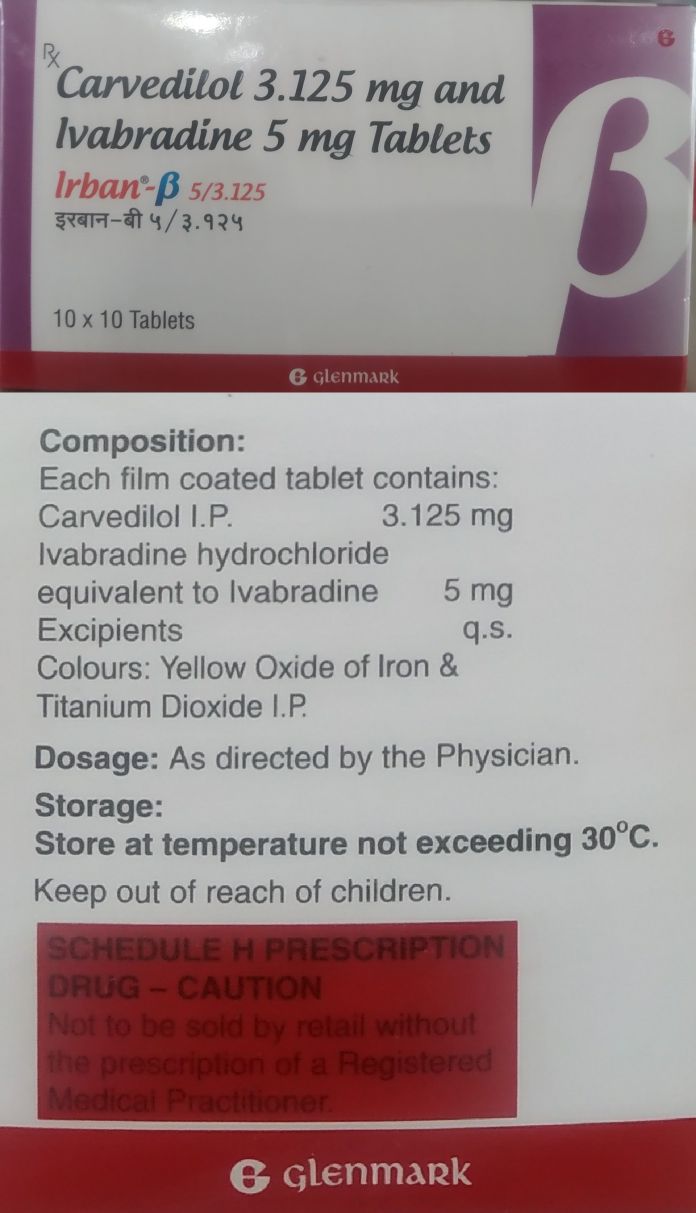 Rx
Carvedilol 3.125 mg and
Ivabradine 5 mg Tablets
Irban®-β 5/3.125
इरबान-बी ५/३.१२५
10 x 10 Tablets
β
glenmark
Composition:
Each film coated tablet contains:
Carvedilol I.P. 3.125 mg
Ivabradine hydrochloride
equivalent to Ivabradine 5 mg
Excipients q.s.
Colours: Yellow Oxide of Iron &
Titanium Dioxide I.P.
Dosage: As directed by the Physician.
Storage:
Store at temperature not exceeding 30°C.
Keep out of reach of children.
SCHEDULE H PRESCRIPTION
DRUG – CAUTION
Not to be sold by retail without
the prescription of a Registered
Medical Practitioner.
glenmark